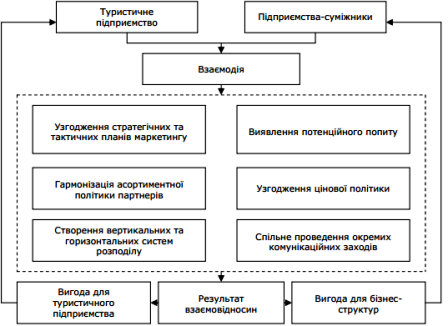 Туристичне
підприємство
Підприємства-суміжники
Взаємодія
Узгодження стратегічних та
тактичних планів маркетингу
Виявлення потенційного попиту
Гармонізація асортиментної
політики партнерів
Узгодження цінової політики
Створення вертикальних та
горизонтальних систем
розподілу
Спільне проведення окремих
комунікаційних заходів
Вигода для
туристичного
підприємства
Результат
взаємовідносин
Вигода для бізнес-
структур